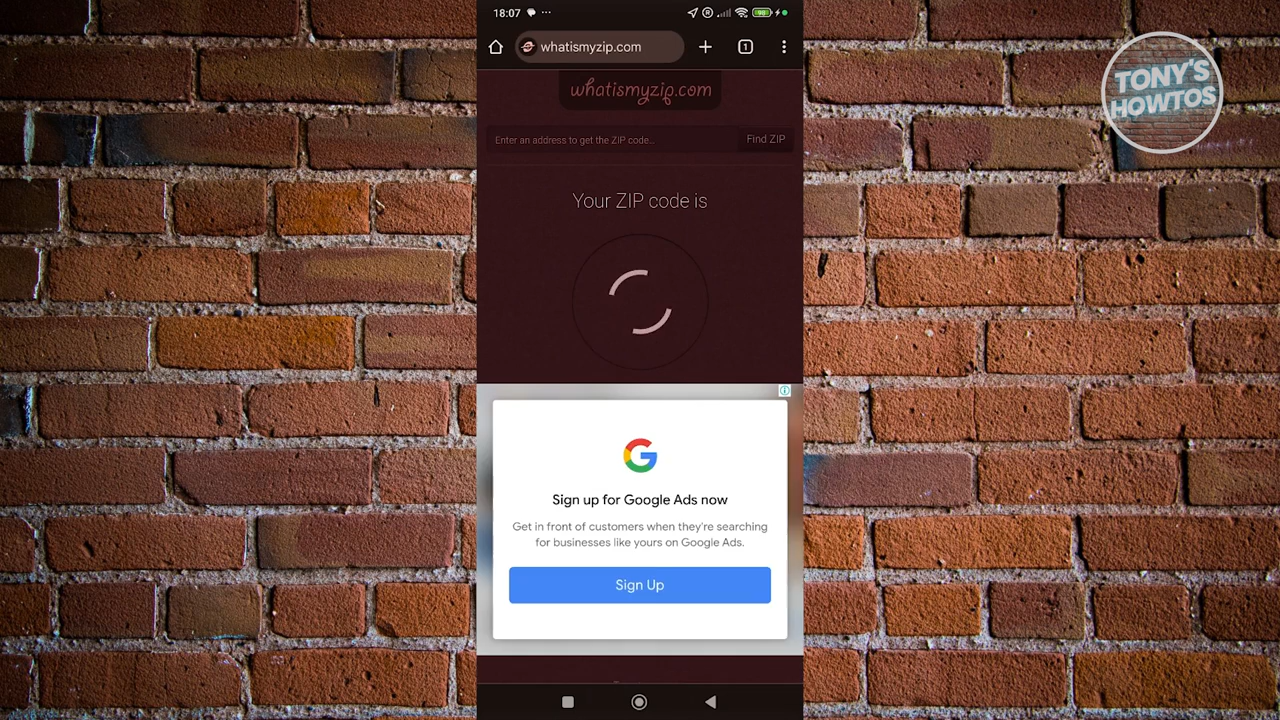 18:07
99
whatismyzip.com
1
whatismyzip.com
Enter an address to get the ZIP code...
Find ZIP
Your ZIP code is
Sign up for Google Ads now
Get in front of customers when they're searching
for businesses like yours on Google Ads.
Sign Up
TONY'S
HOWTOS